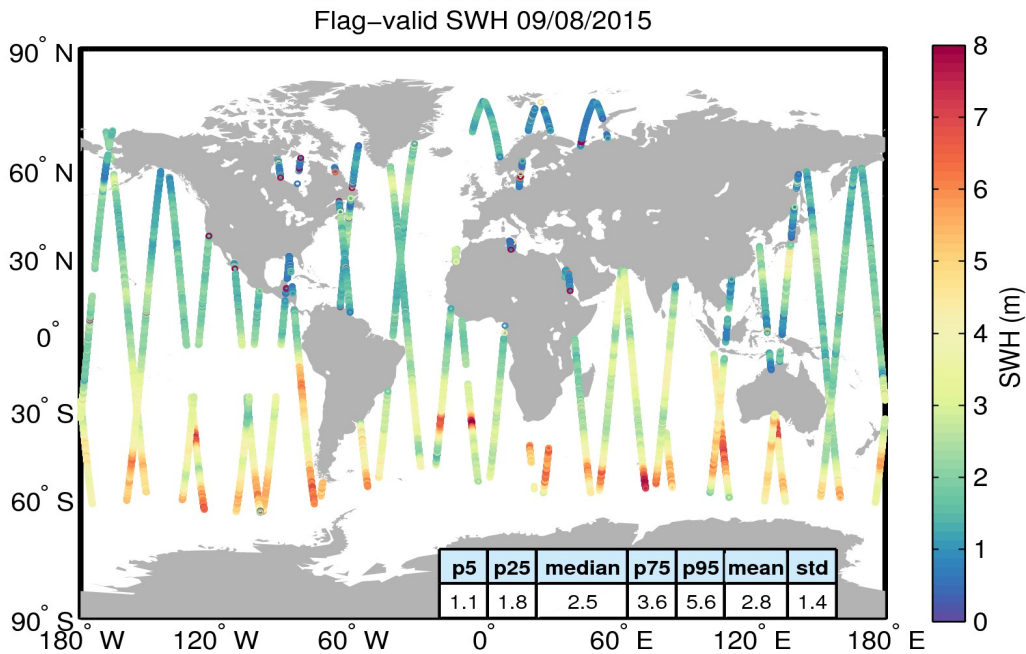 Flag−valid SWH 09/08/2015
90° N
60° N
30° N
0°
30° S
60° S
90° S
180° W
120° W
60° W
0°
60° E
120° E
180° E
p5 p25 median p75 p95 mean std
1.1 1.8 2.5 3.6 5.6 2.8 1.4
8
7
6
5
4
3
2
1
0
SWH (m)